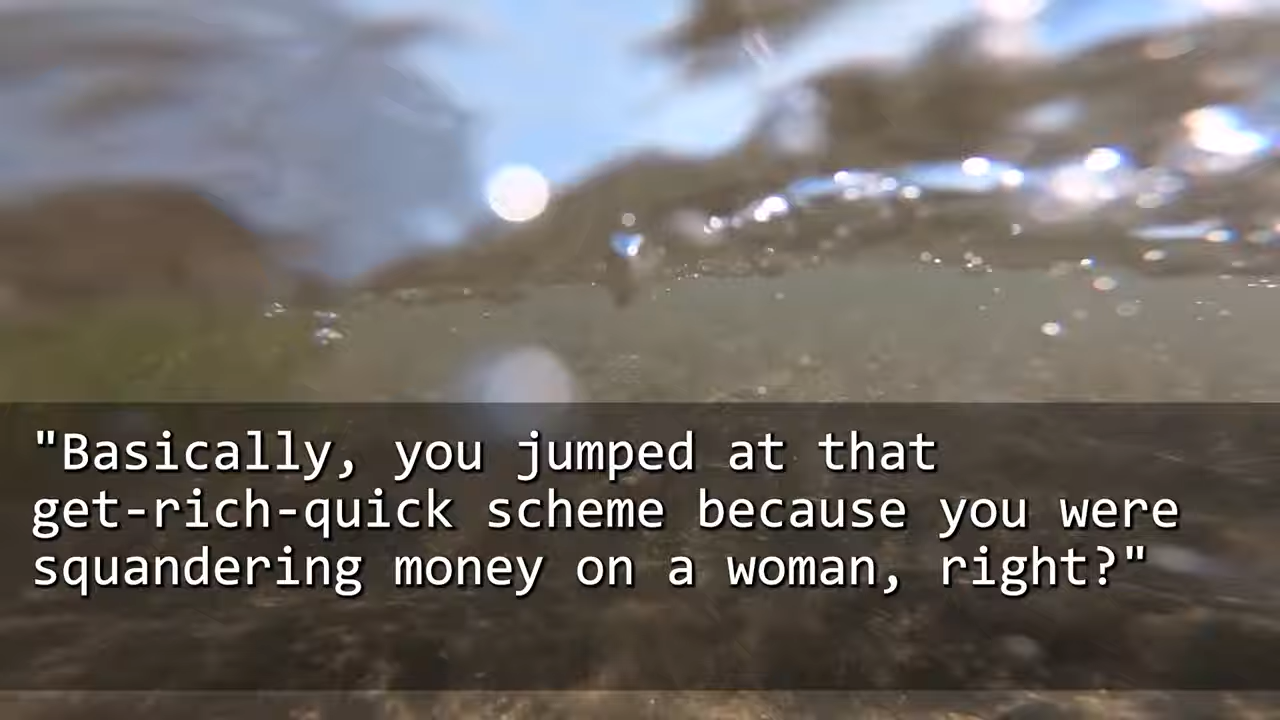 "Basically, you jumped at that
get-rich-quick scheme because you were
squandering money on a woman, right?"